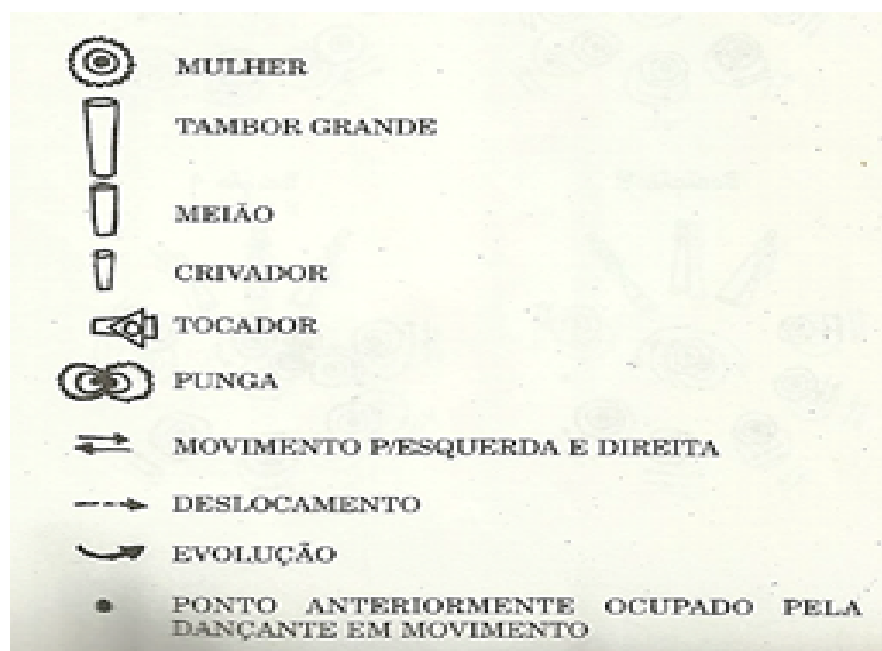 MULHER
TAMBOR GRANDE
MEIÃO
CRIVADOR
TOCADOR
PUNGA
MOVIMENTO P/ESQUERDA E DIREITA
DESLOCAMENTO
EVOLUÇÃO
PONTO ANTERIORMENTE OCUPADO PELA
DANÇANTE EM MOVIMENTO